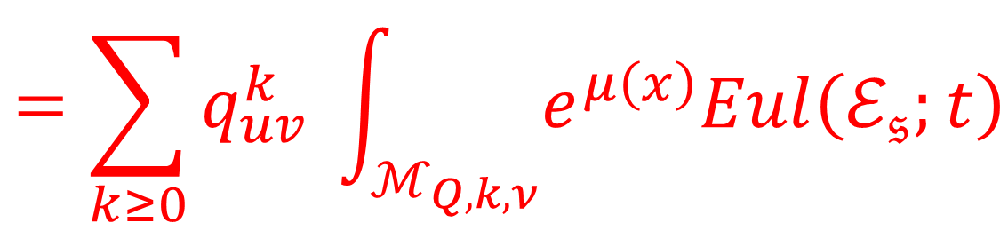 = ∑_{k≥0} q_{uv}^{k} ∫_{ℳ_{Q,k,ν}} e^{μ(x)} Eul(ℰ_𝔰; t)